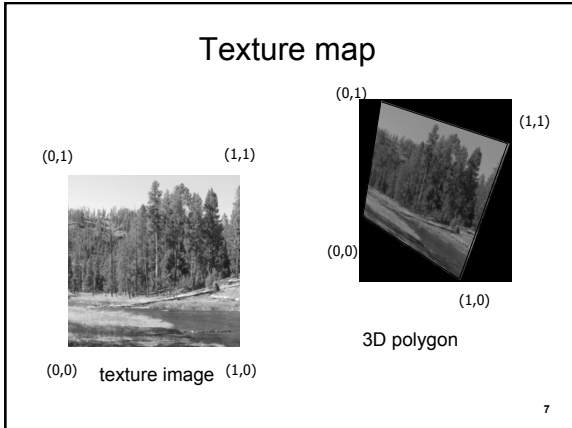 Texture map
(0,1)
(1,1)
(0,1) (1,1)
(0,0)
(1,0)
3D polygon
(0,0) texture image (1,0)
7